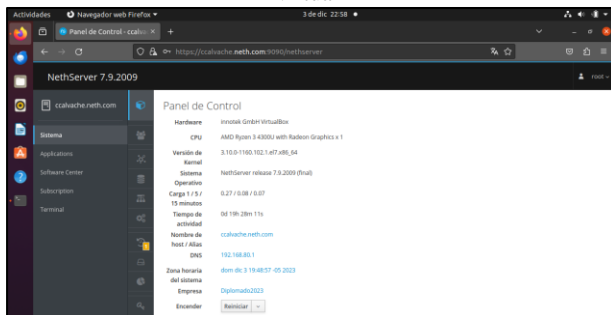 Actividades Navegador web Firefox 3 de dic 22:58
Panel de Control - ccalva
https://ccalvache.neth.com:9090/nethserver
NethServer 7.9.2009 root
ccalvache.neth.com
Sistema
Applications
Software Center
Subscription
Terminal
Panel de Control
Hardware innotek GmbH VirtualBox
CPU AMD Ryzen 3 4300U with Radeon Graphics x 1
Versión de Kernel 3.10.0-1160.102.1.el7.x86_64
Sistema Operativo NethServer release 7.9.2009 (final)
Carga 1 / 5 / 15 minutos 0.27 / 0.08 / 0.07
Tiempo de actividad 0d 19h 28m 11s
Nombre de host / Alias ccalvache.neth.com
DNS 192.168.80.1
Zona horaria del sistema dom dic 3 19:48:57 -05 2023
Empresa Diplomado2023
Encender Reiniciar